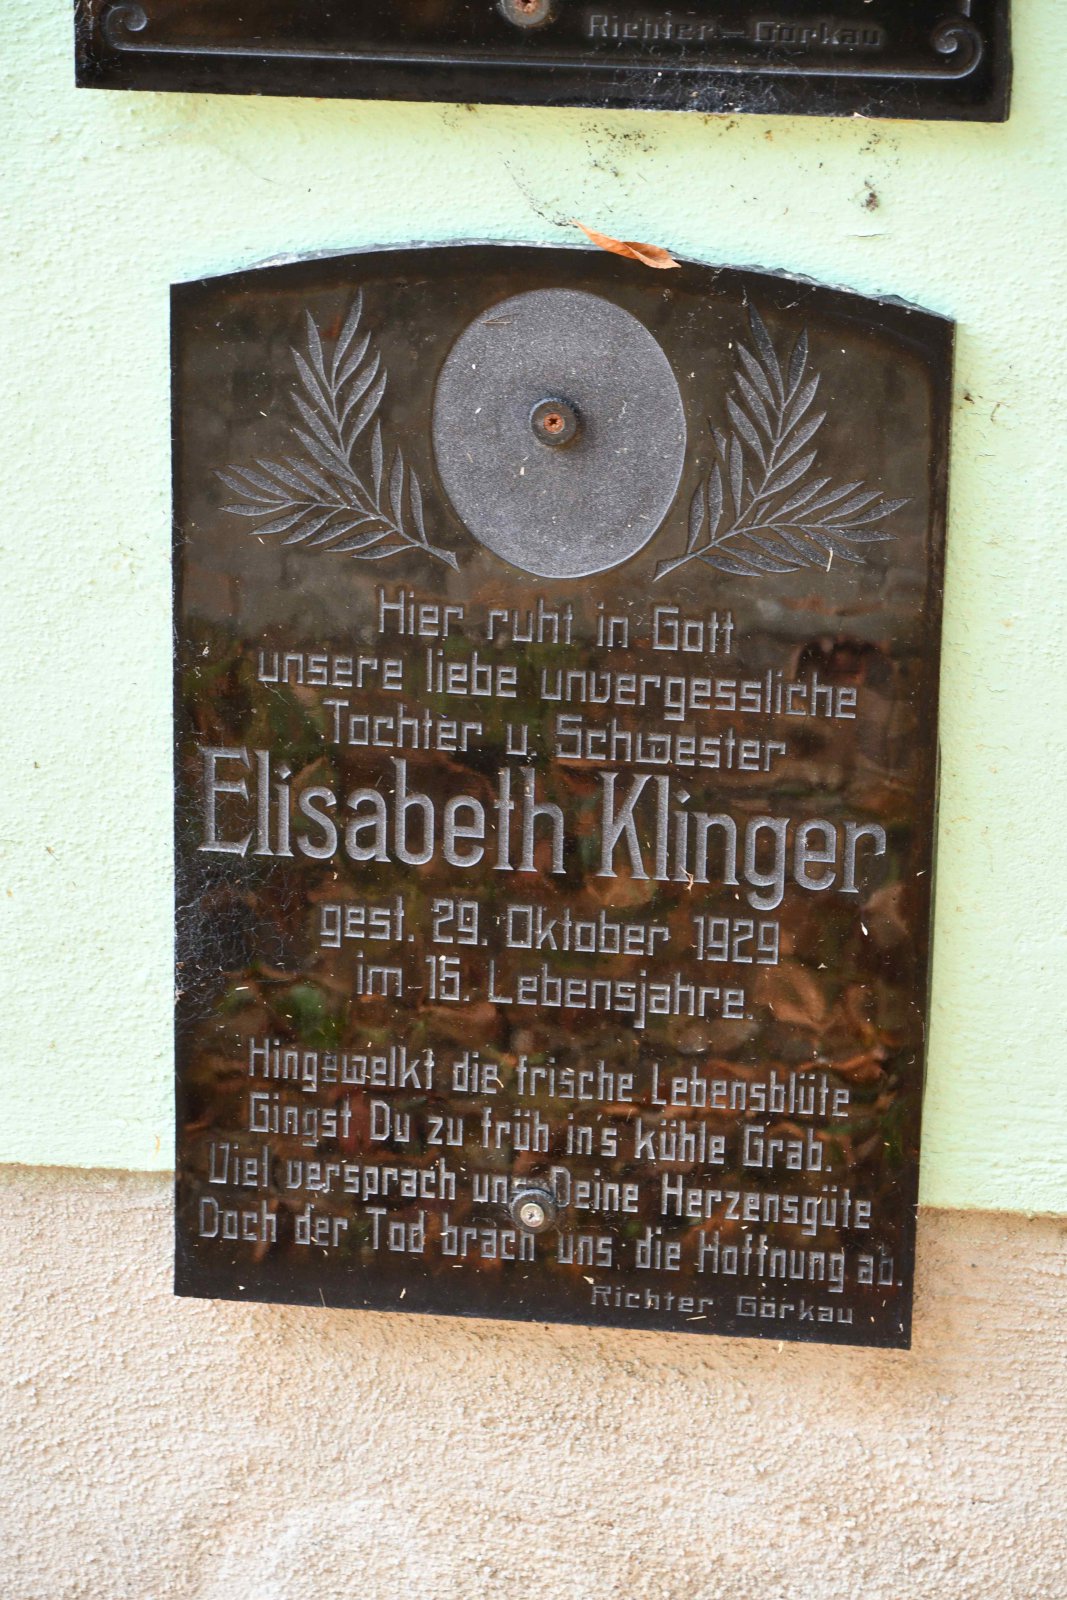 Richter – Görkau
Hier ruht in Gott
unsere liebe unvergessliche
Tochter u. Schwester
Elisabeth Klinger
gest. 29. Oktober 1929
im 15. Lebensjahre.
Hingewelkt die frische Lebensblüte
Gingst Du zu früh in's kühle Grab.
Viel versprach uns Deine Herzensgüte
Doch der Tod brach uns die Hoffnung ab.
Richter Görkau